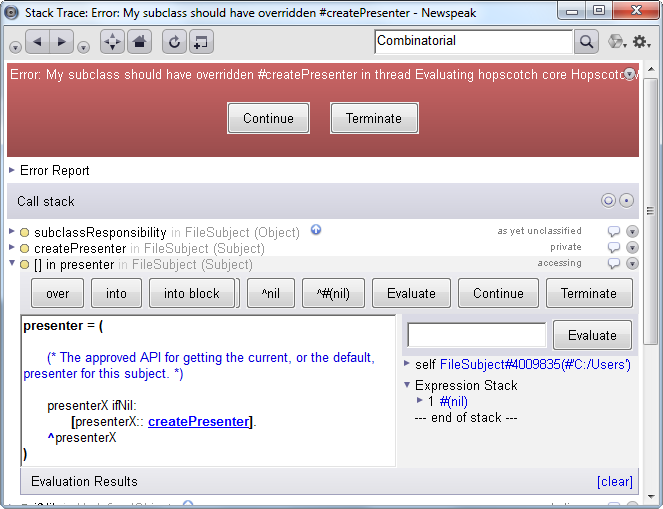 Stack Trace: Error: My subclass should have overridden #createPresenter - Newspeak
Combinatorial
Error: My subclass should have overridden #createPresenter in thread Evaluating hopscotch core Hopscotch
Continue Terminate
Error Report
Call stack
subclassResponsibility in FileSubject (Object) as yet unclassified
createPresenter in FileSubject (Subject) private
[] in presenter in FileSubject (Subject) accessing
over into into block ^nil ^#(nil) Evaluate Continue Terminate
presenter = (
(* The approved API for getting the current, or the default,
presenter for this subject. *)
presenterX ifNil:
[presenterX:: createPresenter].
^presenterX
)
Evaluate
self FileSubject#4009835(#'C:/Users')
Expression Stack
1 #(nil)
--- end of stack ---
Evaluation Results [clear]